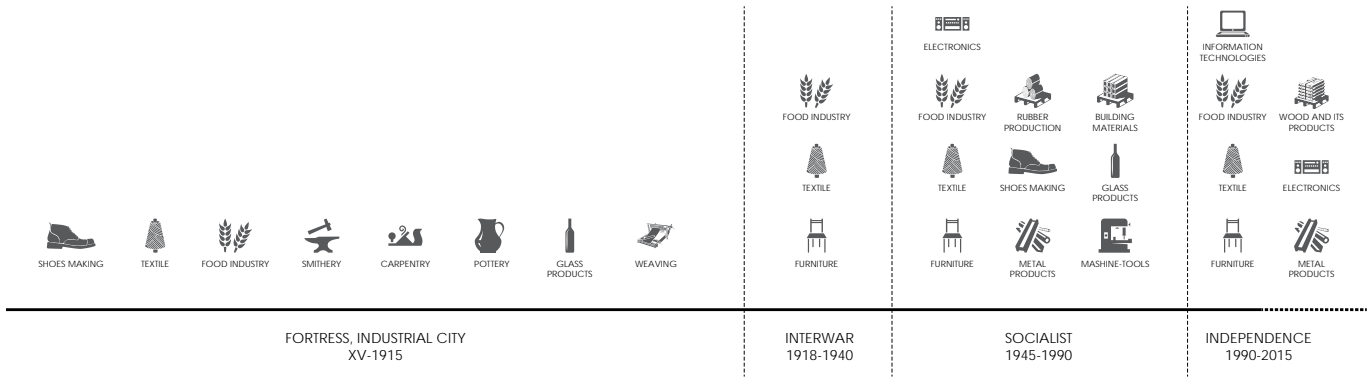 SHOES MAKING
TEXTILE
FOOD INDUSTRY
SMITHERY
CARPENTRY
POTTERY
GLASS
PRODUCTS
WEAVING
FORTRESS, INDUSTRIAL CITY
XV-1915
FOOD INDUSTRY
TEXTILE
FURNITURE
INTERWAR
1918-1940
ELECTRONICS
FOOD INDUSTRY
RUBBER
PRODUCTION
BUILDING
MATERIALS
TEXTILE
SHOES MAKING
GLASS
PRODUCTS
FURNITURE
METAL
PRODUCTS
MASHINE-TOOLS
SOCIALIST
1945-1990
INFORMATION
TECHNOLOGIES
FOOD INDUSTRY
WOOD AND ITS
PRODUCTS
TEXTILE
ELECTRONICS
FURNITURE
METAL
PRODUCTS
INDEPENDENCE
1990-2015